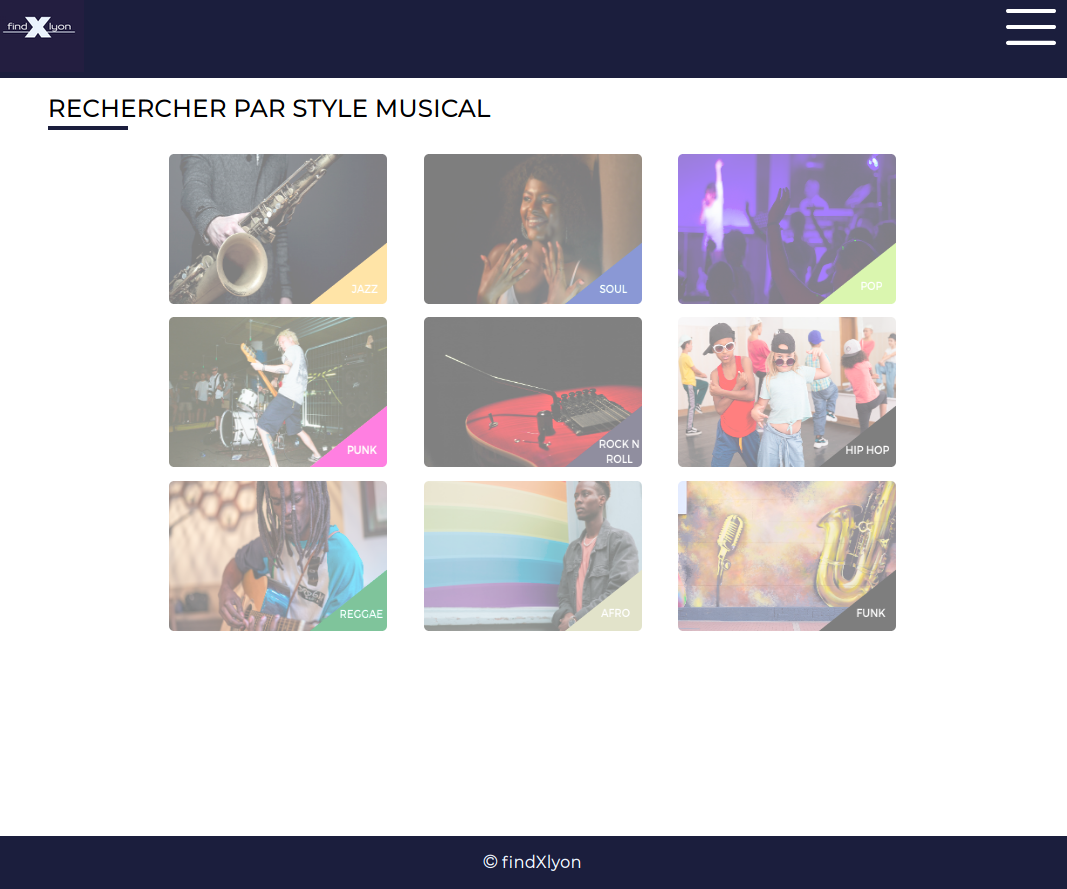 find X lyon
RECHERCHER PAR STYLE MUSICAL
JAZZ
SOUL
POP
PUNK
ROCK N
ROLL
HIP HOP
REGGAE
AFRO
FUNK
© findXlyon